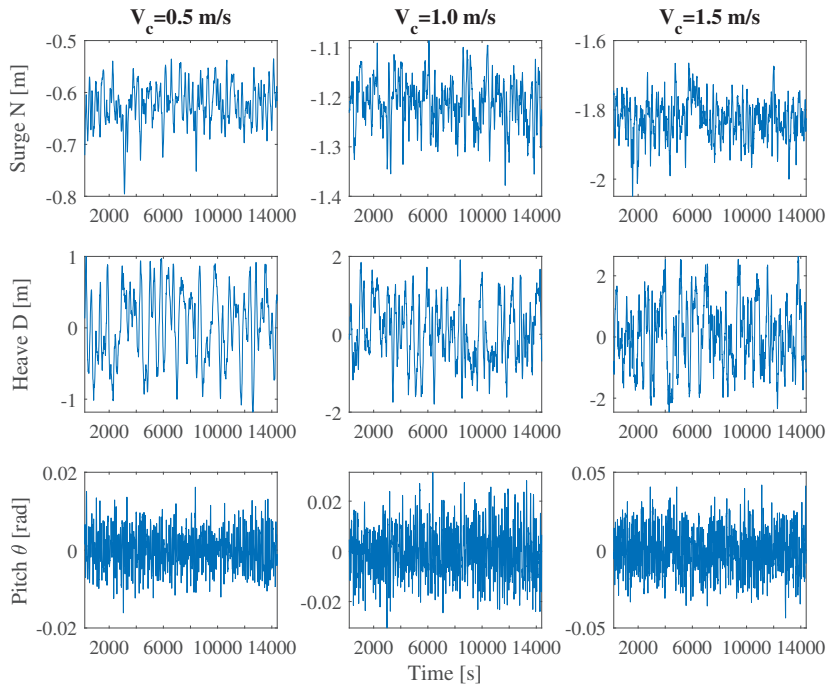 V_c=0.5 m/s V_c=1.0 m/s V_c=1.5 m/s
Surge N [m]
-0.5 -0.6 -0.7 -0.8
2000 6000 10000 14000
-1.1 -1.2 -1.3 -1.4
2000 6000 10000 14000
-1.6 -1.8 -2
2000 6000 10000 14000
Heave D [m]
1 0 -1
2000 6000 10000 14000
2 0 -2
2000 6000 10000 14000
2 0 -2
2000 6000 10000 14000
Pitch θ [rad]
0.02 0 -0.02
2000 6000 10000 14000
0.02 0 -0.02
2000 6000 10000 14000
0.05 0 -0.05
2000 6000 10000 14000
Time [s]